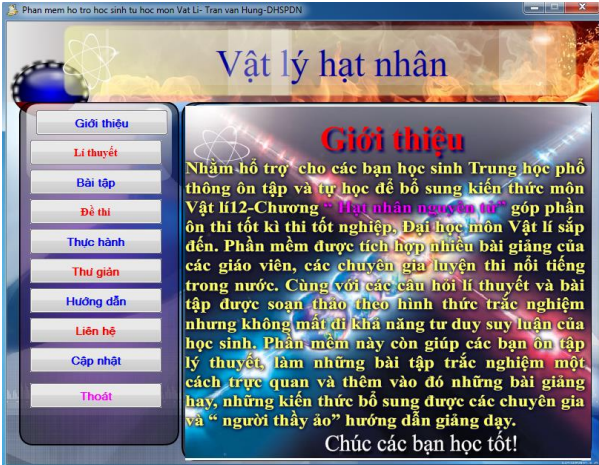 Phan mem ho tro hoc sinh tu hoc mon Vat Li- Tran van Hung-DHSPDN
Vật lý hạt nhân
Giới thiệu
Lí thuyết
Bài tập
Đề thi
Thực hành
Thư giản
Hướng dẫn
Liên hệ
Cập nhật
Thoát
Giới thiệu
Nhằm hổ trợ cho các bạn học sinh Trung học phổ
thông ôn tập và tự học để bổ sung kiến thức môn
Vật lí12-Chương “ Hạt nhân nguyên tử” góp phần
ôn thi tốt kì thi tốt nghiệp, Đại học môn Vật lí sắp
đến. Phần mềm được tích hợp nhiều bài giảng của
các giáo viên, các chuyên gia luyện thi nổi tiếng
trong nước. Cùng với các câu hỏi lí thuyết và bài
tập được soạn thảo theo hình thức trắc nghiệm
nhưng không mất đi khả năng tư duy suy luận của
học sinh. Phần mềm này còn giúp các bạn ôn tập
lý thuyết, làm những bài tập trắc nghiệm một
cách trực quan và thêm vào đó những bài giảng
hay, những kiến thức bổ sung được các chuyên gia
và “ người thầy ảo” hướng dẫn giảng dạy.
Chúc các bạn học tốt!